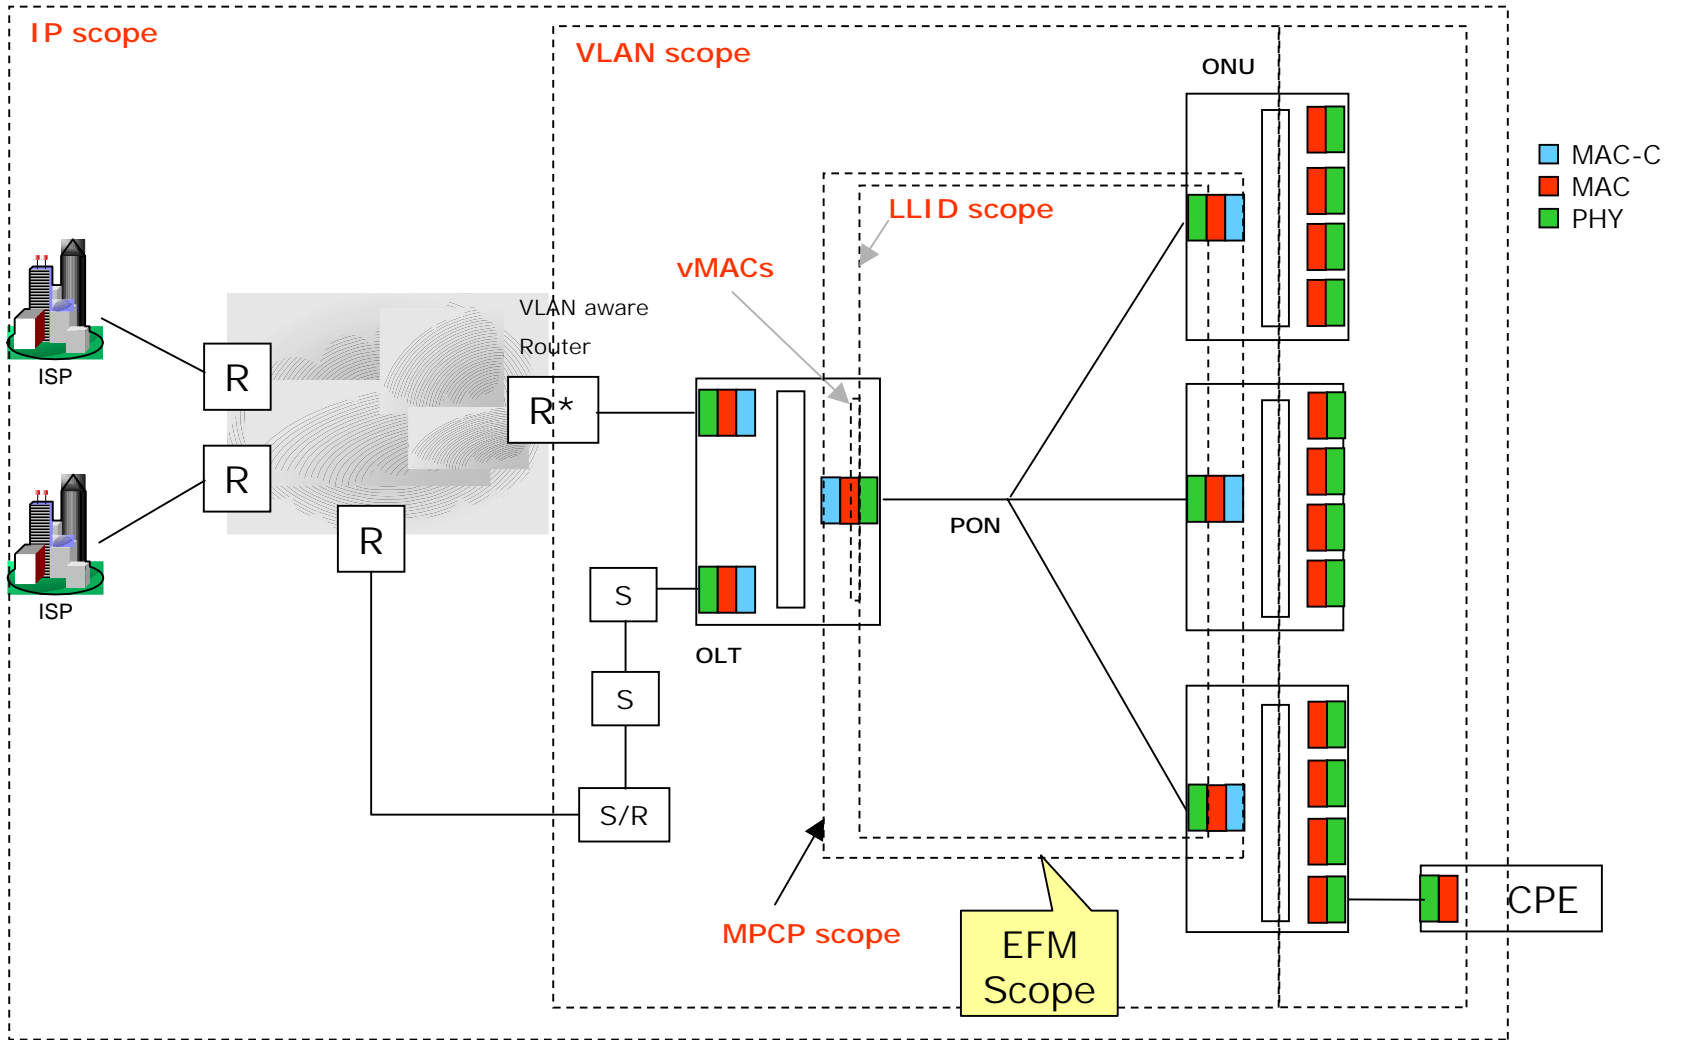 IP scope
VLAN scope
ONU
MAC-C
MAC
PHY
LLID scope
vMACs
VLAN aware
Router
ISP
R
R*
R
ISP
R
PON
S
OLT
S
S/R
MPCP scope
EFM
Scope
CPE